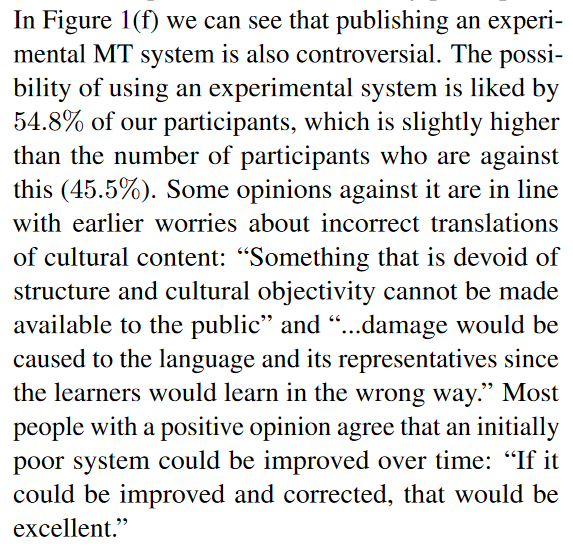 In Figure 1(f) we can see that publishing an experi-
mental MT system is also controversial. The possi-
bility of using an experimental system is liked by
54.8% of our participants, which is slightly higher
than the number of participants who are against
this (45.5%). Some opinions against it are in line
with earlier worries about incorrect translations
of cultural content: “Something that is devoid of
structure and cultural objectivity cannot be made
available to the public” and “...damage would be
caused to the language and its representatives since
the learners would learn in the wrong way.” Most
people with a positive opinion agree that an initially
poor system could be improved over time: “If it
could be improved and corrected, that would be
excellent.”